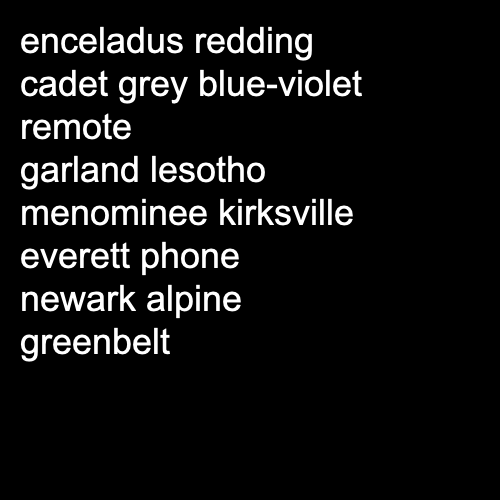 enceladus redding
cadet grey blue-violet
remote
garland lesotho
menominee kirksville
everett phone
newark alpine
greenbelt